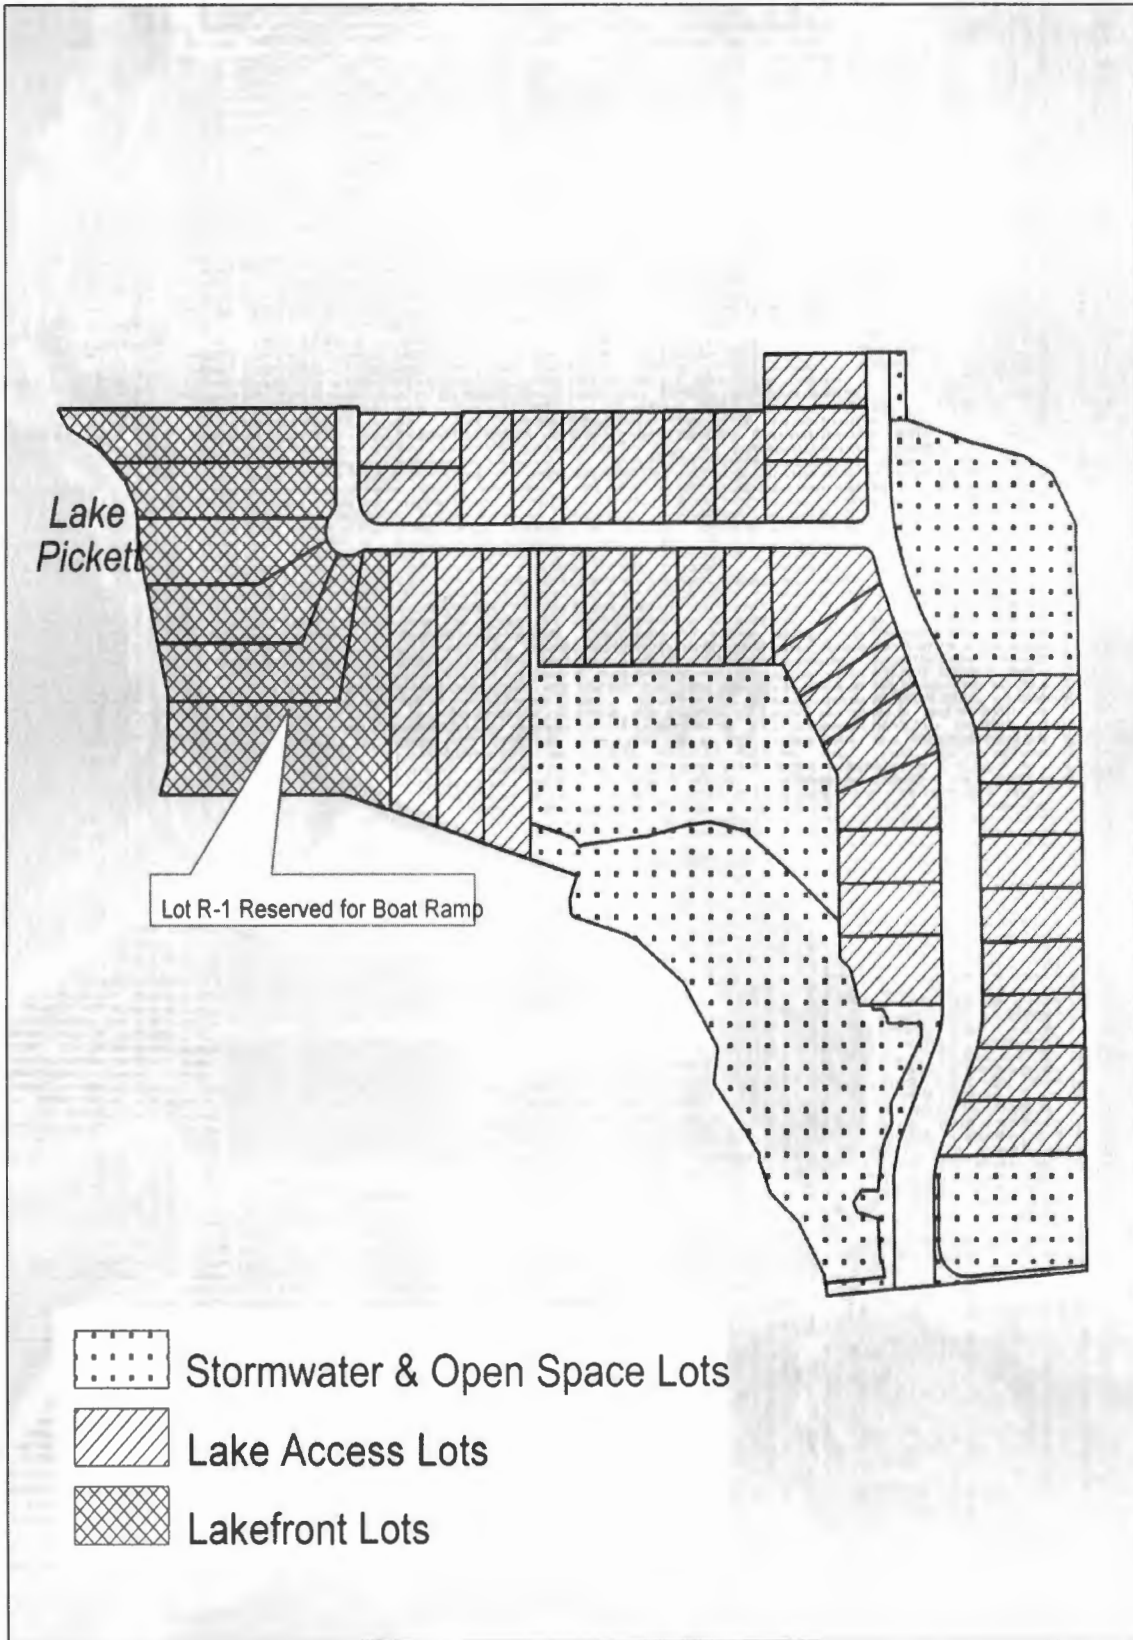 Lake
Pickett
Lot R-1 Reserved for Boat Ramp
Stormwater & Open Space Lots
Lake Access Lots
Lakefront Lots